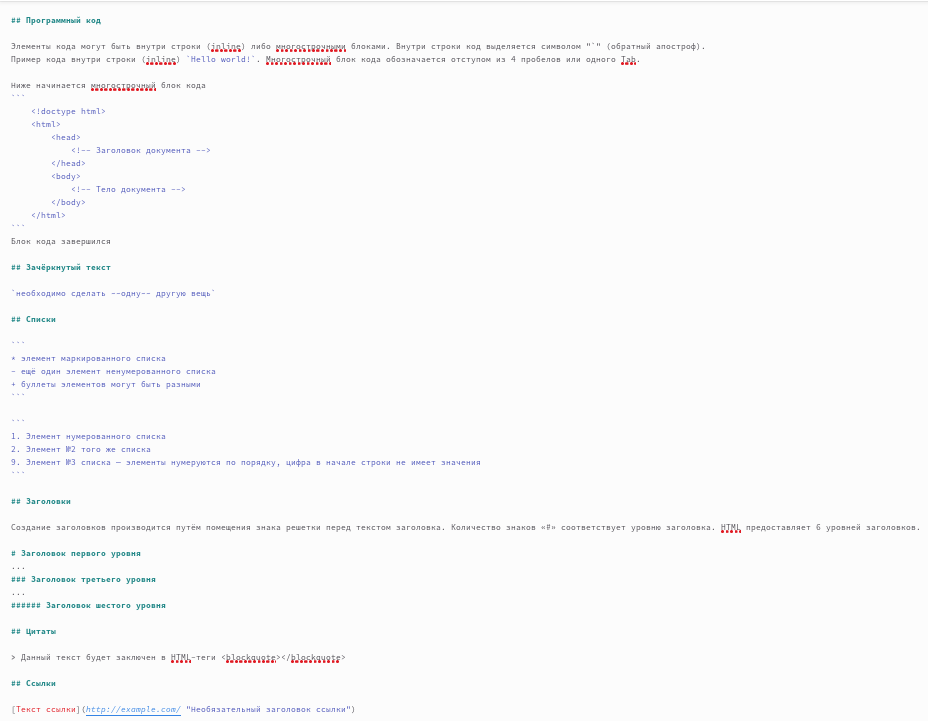 ## Программный код
Элементы кода могут быть внутри строки (inline) либо многострочными блоками. Внутри строки код выделяется символом "`" (обратный апостроф).
Пример кода внутри строки (inline) `Hello world!`. Многострочный блок кода обозначается отступом из 4 пробелов или одного Tab.
Ниже начинается многострочный блок кода
```
    <!doctype html>
    <html>
        <head>
            <!-- Заголовок документа -->
        </head>
        <body>
            <!-- Тело документа -->
        </body>
    </html>
```
Блок кода завершился
## Зачёркнутый текст
`необходимо сделать --одну-- другую вещь`
## Списки
```
* элемент маркированного списка
- ещё один элемент ненумерованного списка
+ буллеты элементов могут быть разными
```
```
1. Элемент нумерованного списка
2. Элемент №2 того же списка
9. Элемент №3 списка — элементы нумеруются по порядку, цифра в начале строки не имеет значения
```
## Заголовки
Создание заголовков производится путём помещения знака решетки перед текстом заголовка. Количество знаков «#» соответствует уровню заголовка. HTML предоставляет 6 уровней заголовков.
# Заголовок первого уровня
...
### Заголовок третьего уровня
...
###### Заголовок шестого уровня
## Цитаты
> Данный текст будет заключен в HTML-теги <blockquote></blockquote>
## Ссылки
[Текст ссылки](http://example.com/ "Необязательный заголовок ссылки")